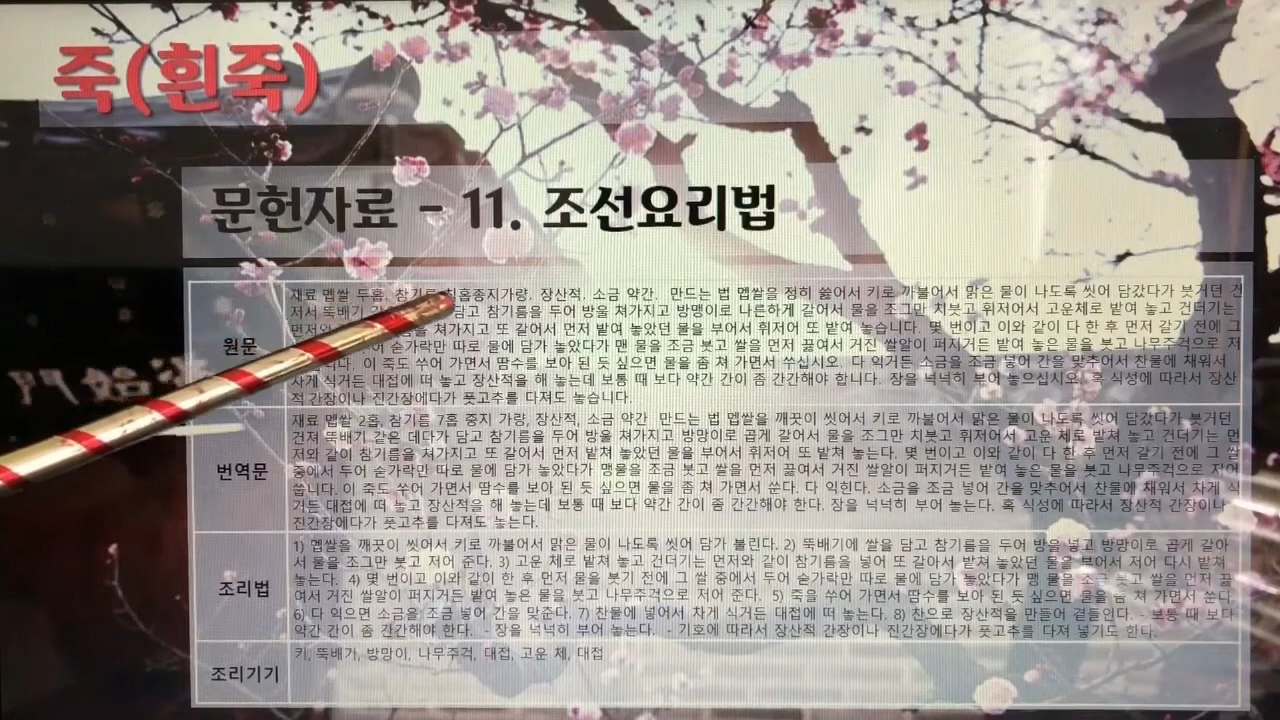 죽(흰죽)
문헌자료 - 11. 조선요리법
원문
재료 멥쌀 두홉, 참기름 칠홉종지가량, 장산적, 소금 약간. 만드는 법 멥쌀을 정히 쓿어서 키로 까불어서 맑은 물이 나도록 씻어 담갔다가 붓거던 건
저서 뚝배기 담고 참기름을 두어 방을 쳐가지고 방맹이로 나른하게 갈어서 물을 조그만 치붓고 휘저어서 고운체로 밭여 놓고 건더기는
먼저와 쳐가지고 또 갈어서 먼저 밭여 놓았던 물을 부어서 휘저어 또 밭여 놓습니다. 몇 번이고 이와 같이 다 한 후 먼저 갈기 전에 그
숟가락만 따로 물에 담가 놓았다가 맨 물을 조금 붓고 쌀을 먼저 끓여서 거진 쌀알이 퍼지거든 밭여 놓은 물을 붓고 나무주걱으로 저
이 죽도 쑤어 가면서 땀수를 보아 된 듯 싶으면 물을 좀 쳐 가면서 쑤십시오. 다 익거든 소금을 조금 넣어 간을 맞추어서 찬물에 채워서
사게 식거든 대접에 떠 놓고 장산적을 해 놓는데 보통 때 보다 약간 간이 좀 간간해야 합니다. 장을 넉넉히 부어 놓으십시오. 혹 식성에 따라서 장산
적 간장이나 진간장에다가 풋고추를 다져도 놓습니다.
번역문
재료 멥쌀 2홉, 참기름 7홉 중지 가량, 장산적, 소금 약간 만드는 법 멥쌀을 깨끗이 씻어서 키로 까불어서 맑은 물이 나도록 씻어 담갔다가 붓거던
건져 뚝배기 같은 데다가 담고 참기름을 두어 방을 쳐가지고 방망이로 곱게 갈어서 물을 조그만 치붓고 휘저어서 고운 체로 밭쳐 놓고 건더기는 먼
저와 같이 참기름을 쳐가지고 또 갈어서 먼저 밭쳐 놓았던 물을 부어서 휘저어 또 밭쳐 놓는다. 몇 번이고 이와 같이 다 한 후 먼저 갈기 전에 그 쌀
중에서 두어 숟가락만 따로 물에 담가 놓았다가 맹물을 조금 붓고 쌀을 먼저 끓여서 거진 쌀알이 퍼지거든 밭여 놓은 물을 붓고 나무주걱으로 저어
쑵니다. 이 죽도 쑤어 가면서 땀수를 보아 된 듯 싶으면 물을 좀 쳐 가면서 쑨다. 다 익힌다. 소금을 조금 넣어 간을 맞추어서 찬물에 채워서 차게 식
거든 대접에 떠 놓고 장산적을 해 놓는데 보통 때 보다 약간 간이 좀 간간해야 한다. 장을 넉넉히 부어 놓는다. 혹 식성에 따라서 장산적 간장이나
진간장에다가 풋고추를 다져도 놓는다.
조리법
1) 멥쌀을 깨끗이 씻어서 키로 까불어서 맑은 물이 나도록 씻어 담가 불린다. 2) 뚝배기에 쌀을 담고 참기름을 두어 방을 넣고 방망이로 곱게 갈아
서 물을 조그만 붓고 저어 준다. 3) 고운 체로 밭쳐 놓고 건더기는 먼저와 같이 참기름을 넣어 또 갈아서 밭쳐 놓았던 물을 부어서 저어 다시 밭쳐
놓는다. 4) 몇 번이고 이와 같이 한 후 먼저 물을 붓기 전에 그 쌀 중에서 두어 숟가락만 따로 물에 담가 놓았다가 맨 물을 소금 붓고 쌀을 먼저 끓
여서 거진 쌀알이 퍼지거든 밭여 놓은 물을 붓고 나무주걱으로 저어 준다. 5) 죽을 쑤어 가면서 땀수를 보아 된 듯 싶으면 물을 좀 쳐 가면서 쑨다.
6) 다 익으면 소금을 조금 넣어 간을 맞춘다. 7) 찬물에 넣어서 차게 식거든 대접에 떠 놓는다. 8) 찬으로 장산적을 만들어 곁들인다. - 보통 때 보다
약간 간이 좀 간간해야 한다. - 장을 넉넉히 부어 놓는다. - 기호에 따라서 장산적 간장이나 진간장에다가 풋고추를 다져 넣기도 한다.
조리기기
키, 뚝배기, 방망이, 나무주걱, 대접, 고운 체, 대접